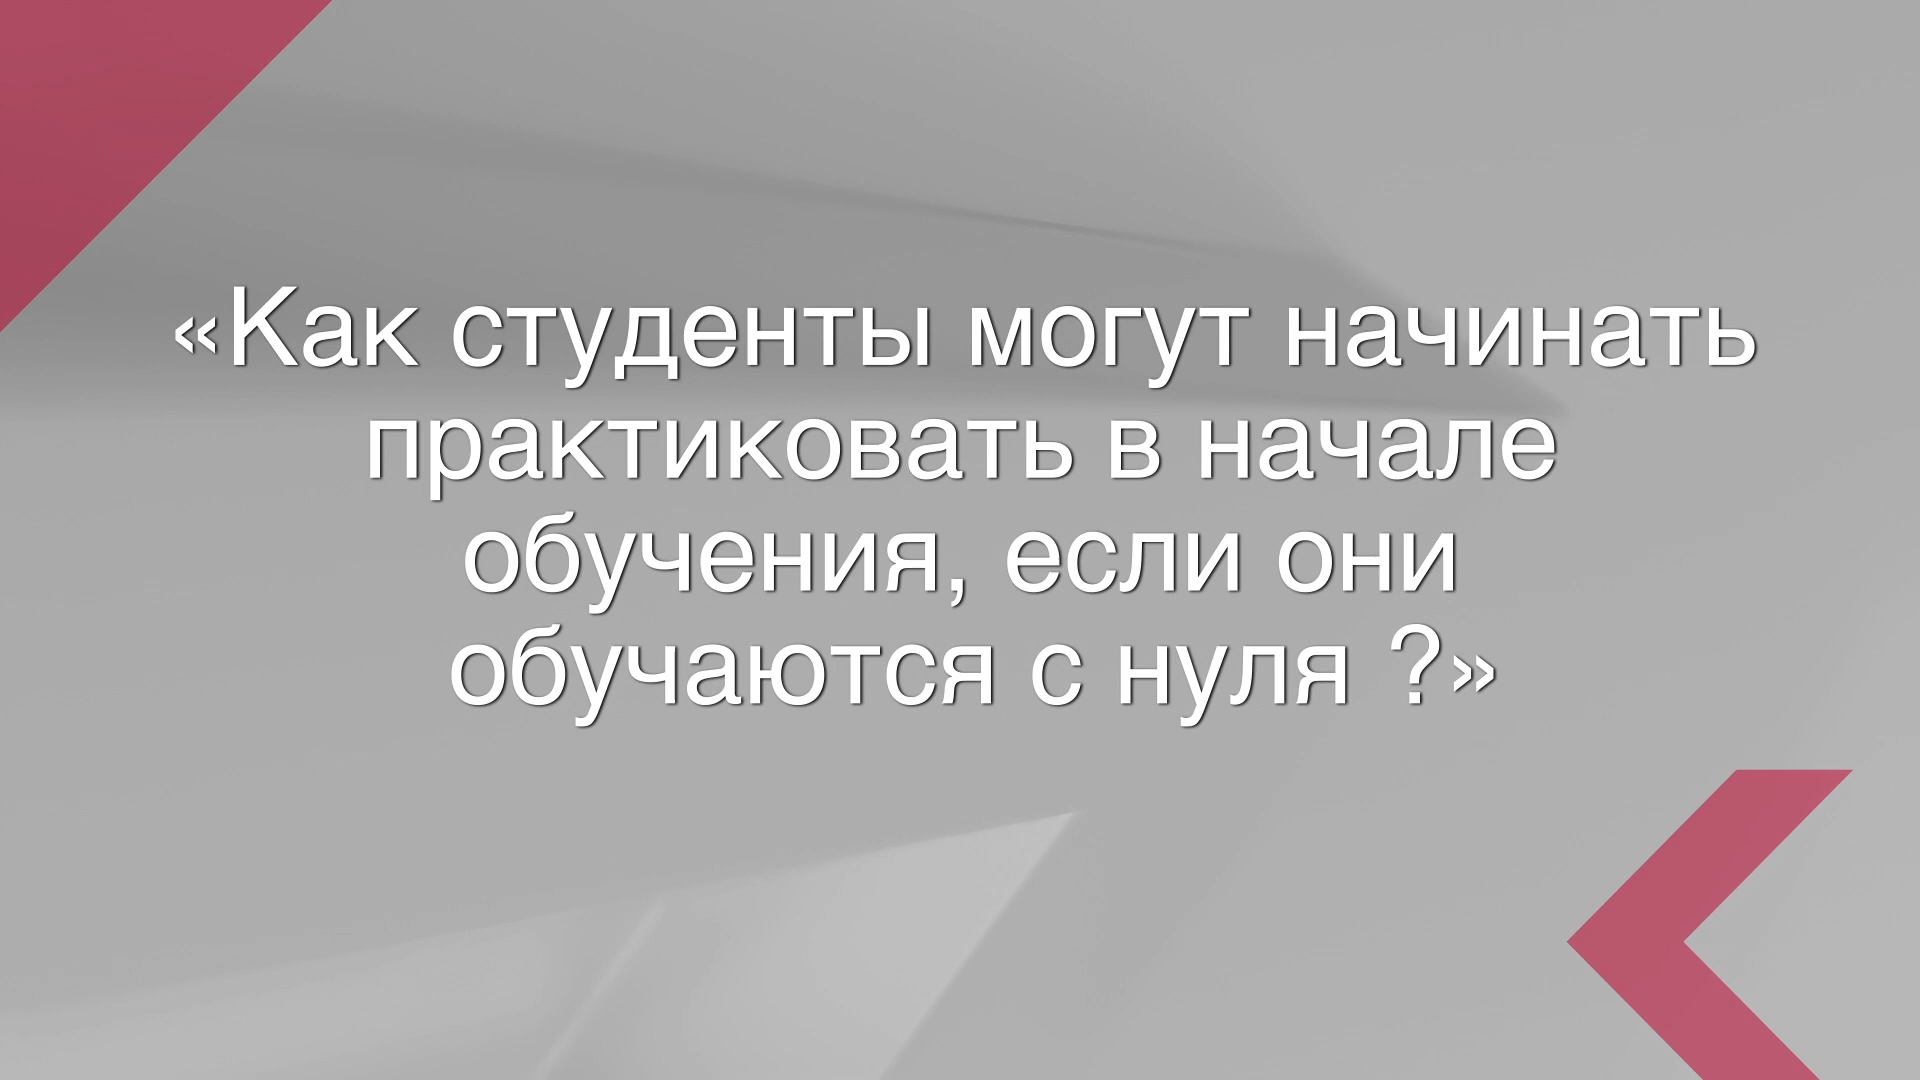 «Как студенты могут начинать
практиковать в начале
обучения, если они
обучаются с нуля ?»